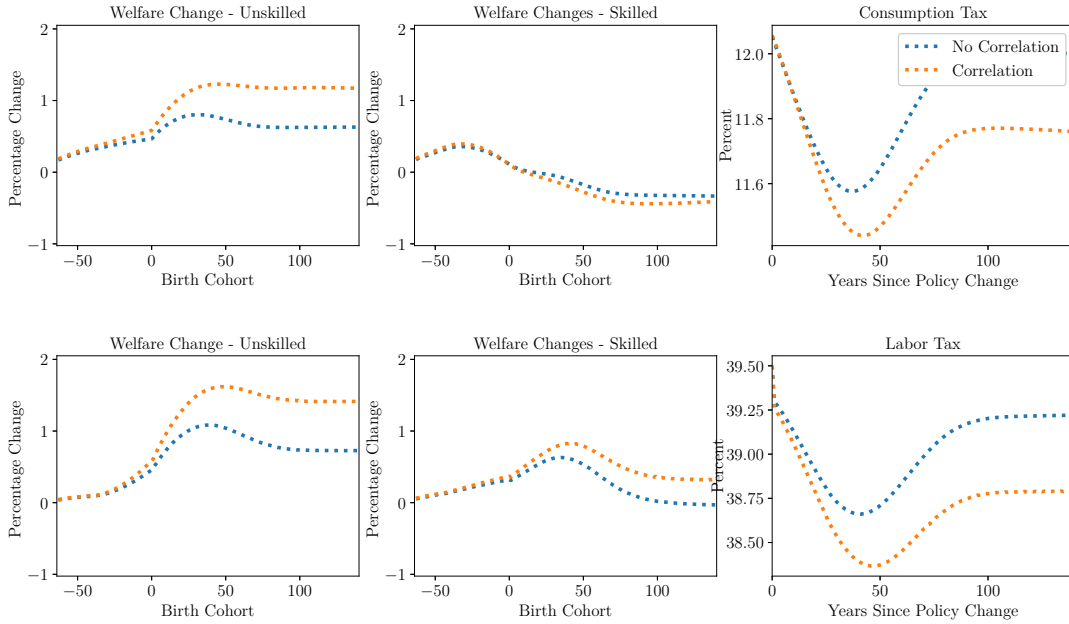 Welfare Change - Unskilled
2
1
0
−1
Percentage Change
−50
0
50
100
Birth Cohort
Welfare Changes - Skilled
2
1
0
−1
Percentage Change
−50
0
50
100
Birth Cohort
Consumption Tax
12.0
11.8
11.6
Percent
No Correlation
Correlation
0
50
100
Years Since Policy Change
Welfare Change - Unskilled
2
1
0
−1
Percentage Change
−50
0
50
100
Birth Cohort
Welfare Changes - Skilled
2
1
0
−1
Percentage Change
−50
0
50
100
Birth Cohort
Labor Tax
39.50
39.25
39.00
38.75
38.50
Percent
0
50
100
Years Since Policy Change